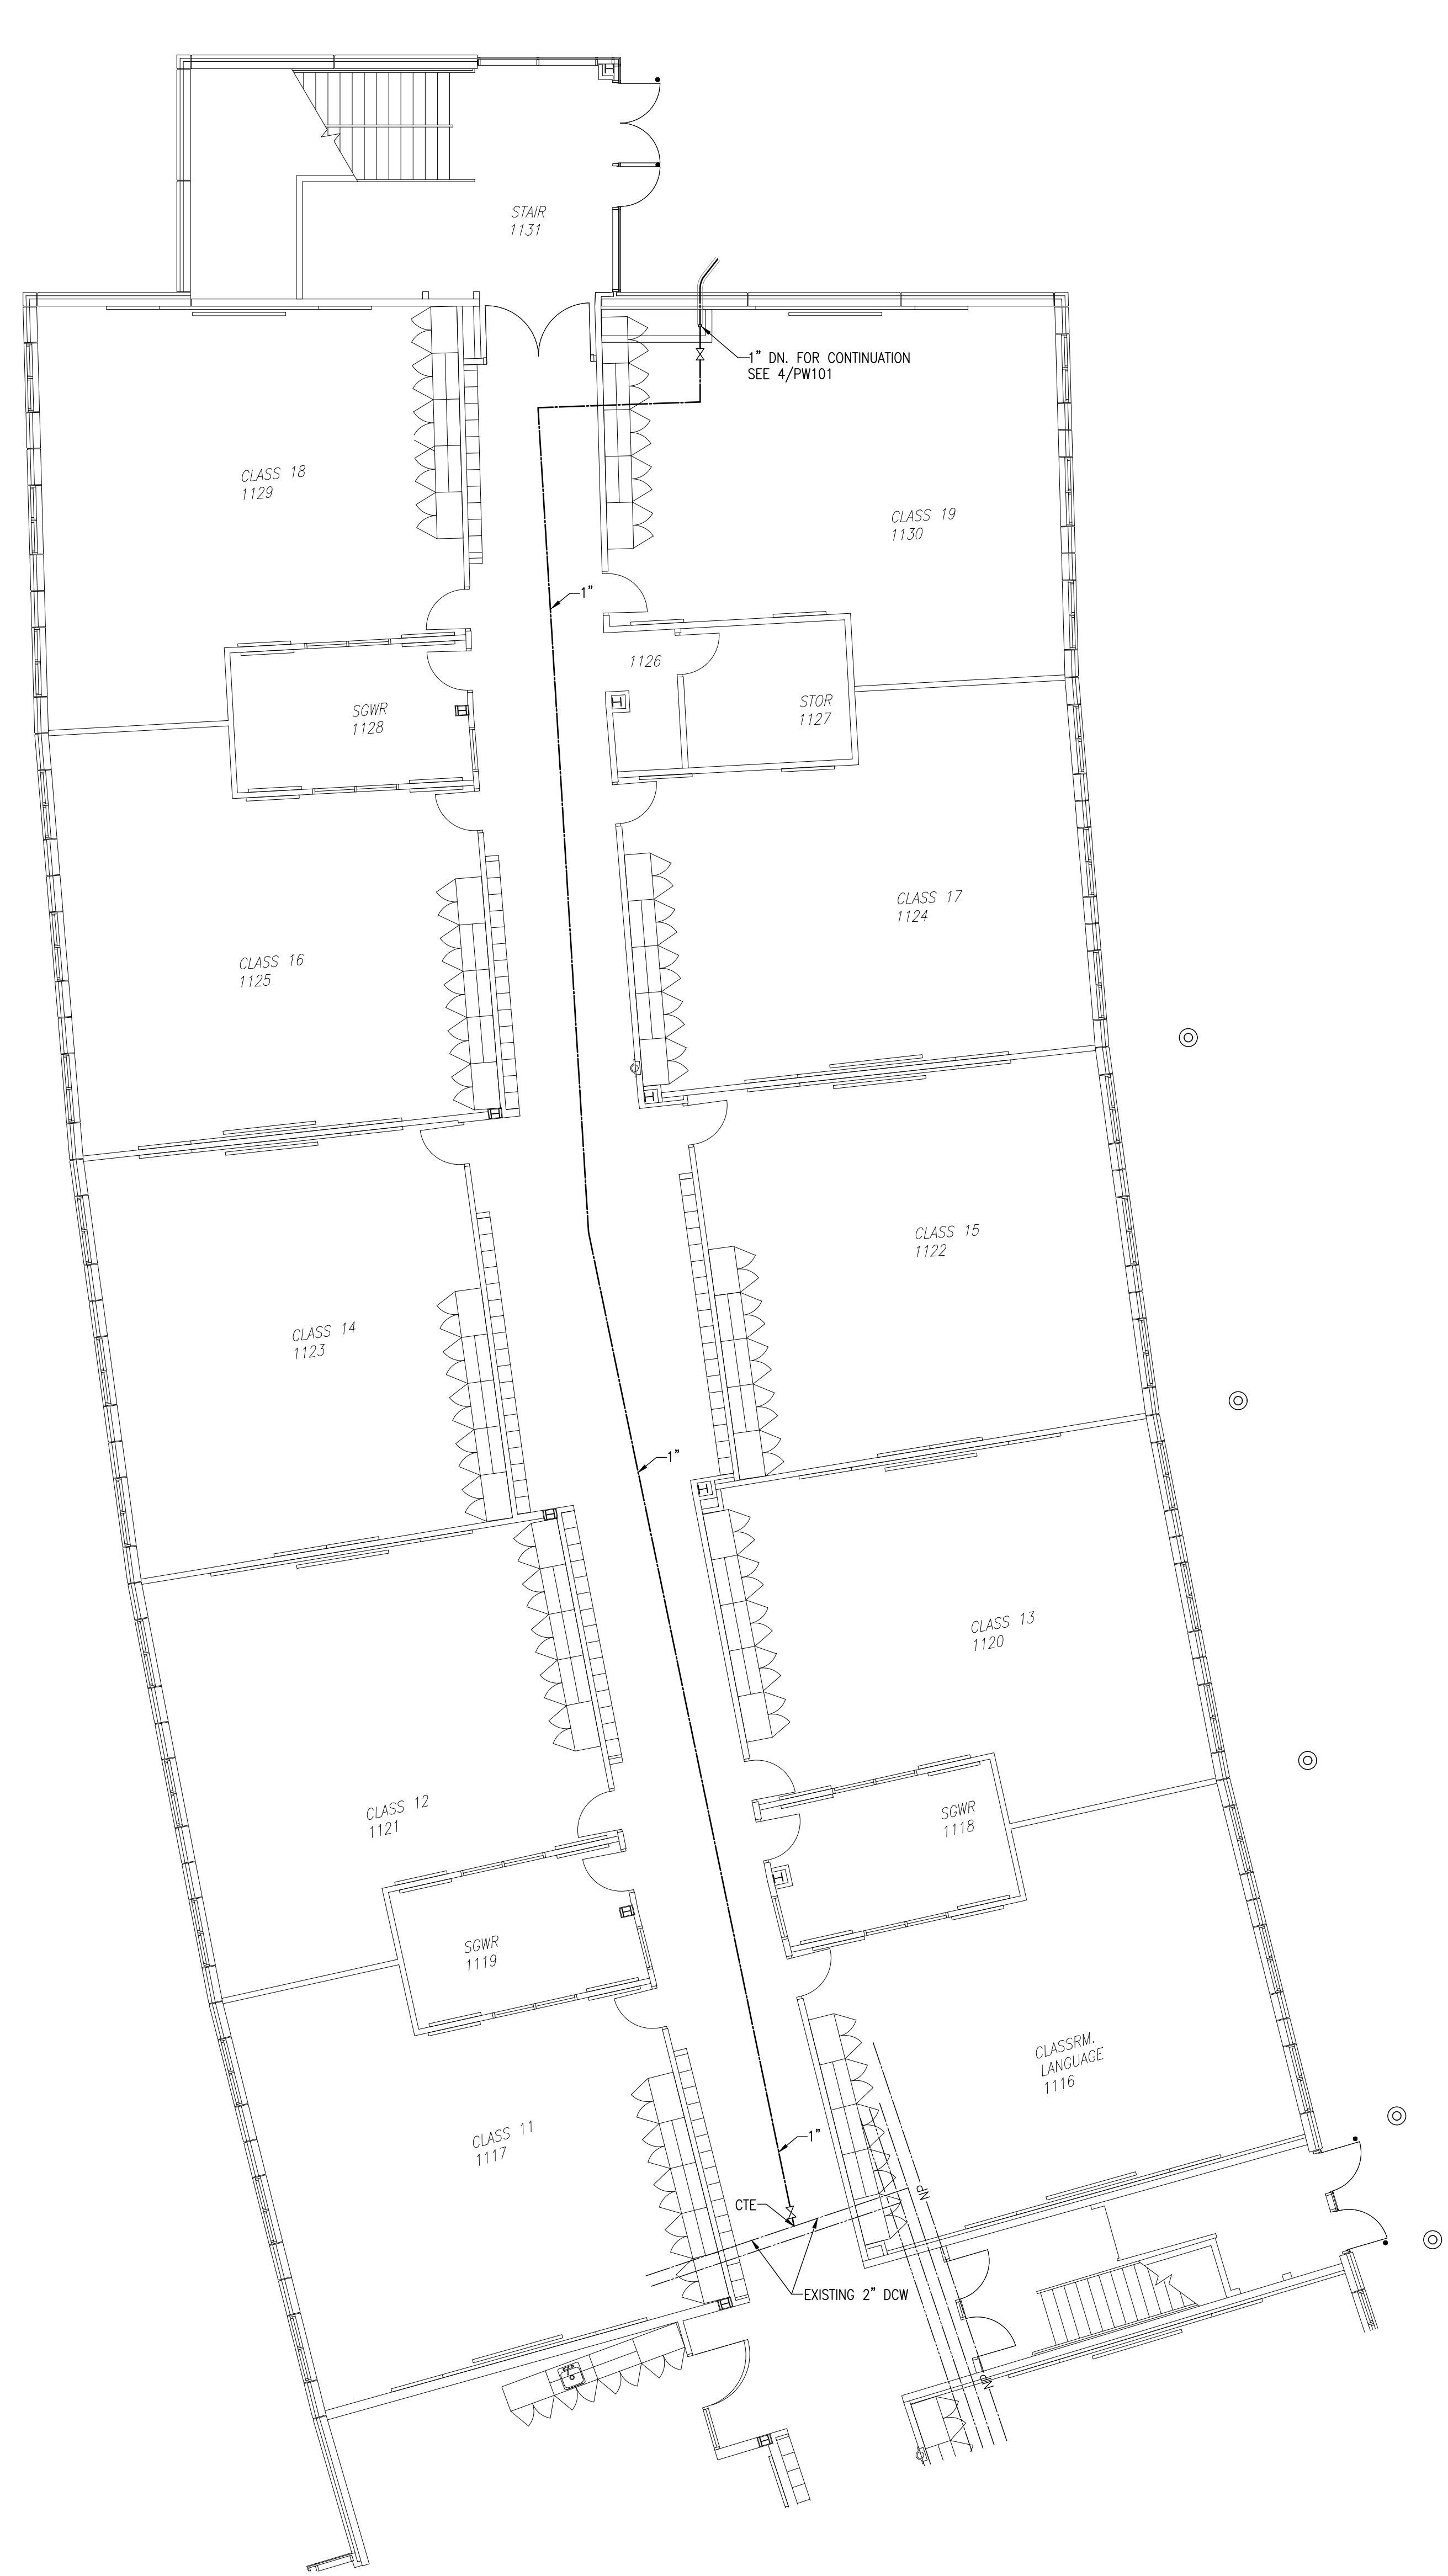 STAIR
1131
1” DN. FOR CONTINUATION
SEE 4/PW101
CLASS 18
1129
CLASS 19
1130
1”
1126
SGWR
1128
STOR
1127
CLASS 17
1124
CLASS 16
1125
CLASS 15
1122
CLASS 14
1123
1”
CLASS 13
1120
CLASS 12
1121
SGWR
1118
SGWR
1119
CLASSRM.
LANGUAGE
1116
CLASS 11
1117
1”
NP
CTE
EXISTING 2” DCW
NP